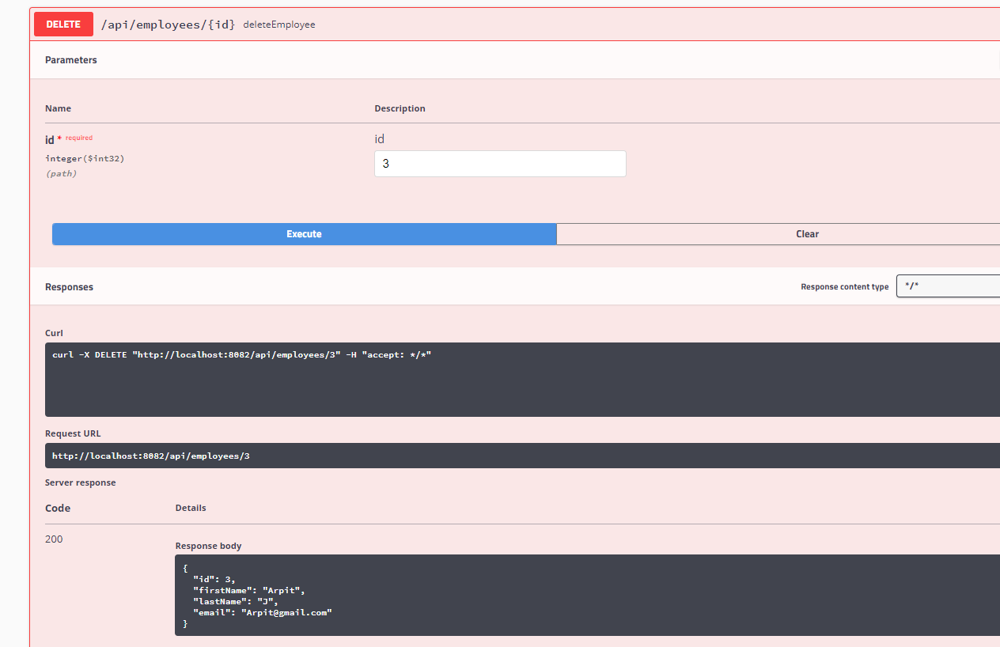 DELETE /api/employees/{id} deleteEmployee
Parameters
Name Description
id * required id
integer($int32) 3
(path)
Execute Clear
Responses Response content type */*
Curl
curl -X DELETE "http://localhost:8082/api/employees/3" -H "accept: */*"
Request URL
http://localhost:8082/api/employees/3
Server response
Code Details
200
Response body
{
"id": 3,
"firstName": "Arpit",
"lastName": "J",
"email": "Arpit@gmail.com"
}